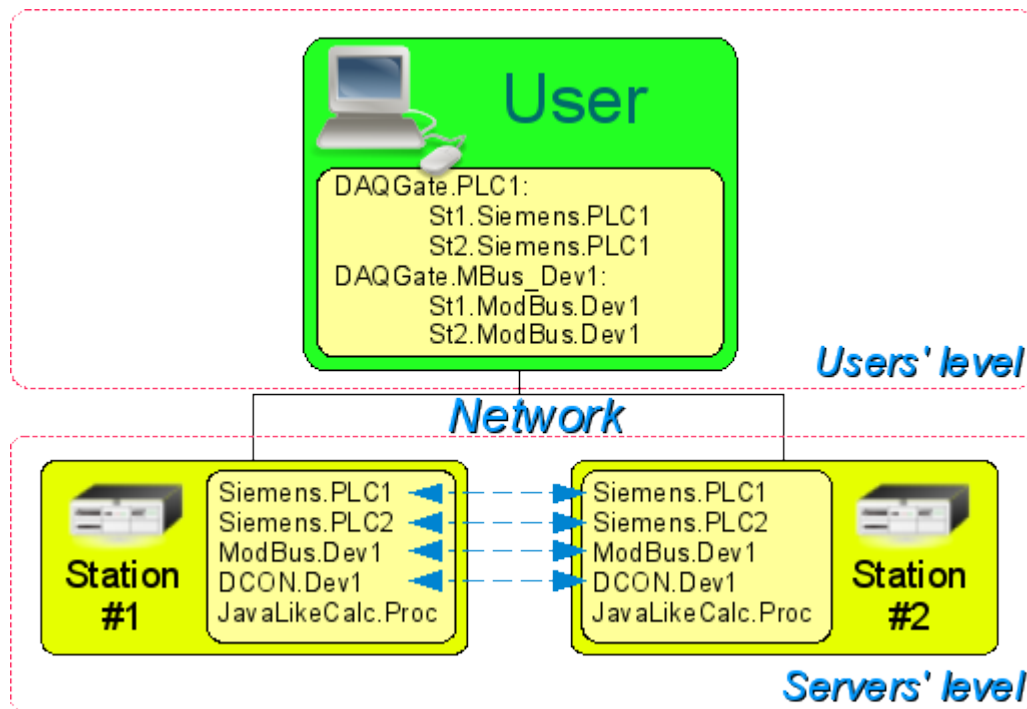 User
DAQGate.PLC1:
St1.Siemens.PLC1
St2.Siemens.PLC1
DAQGate.MBus_Dev1:
St1.ModBus.Dev1
St2.ModBus.Dev1
Users' level
Network
Station
#1
Siemens.PLC1
Siemens.PLC2
ModBus.Dev1
DCON.Dev1
JavaLikeCalc.Proc
Siemens.PLC1
Siemens.PLC2
ModBus.Dev1
DCON.Dev1
JavaLikeCalc.Proc
Station
#2
Servers' level